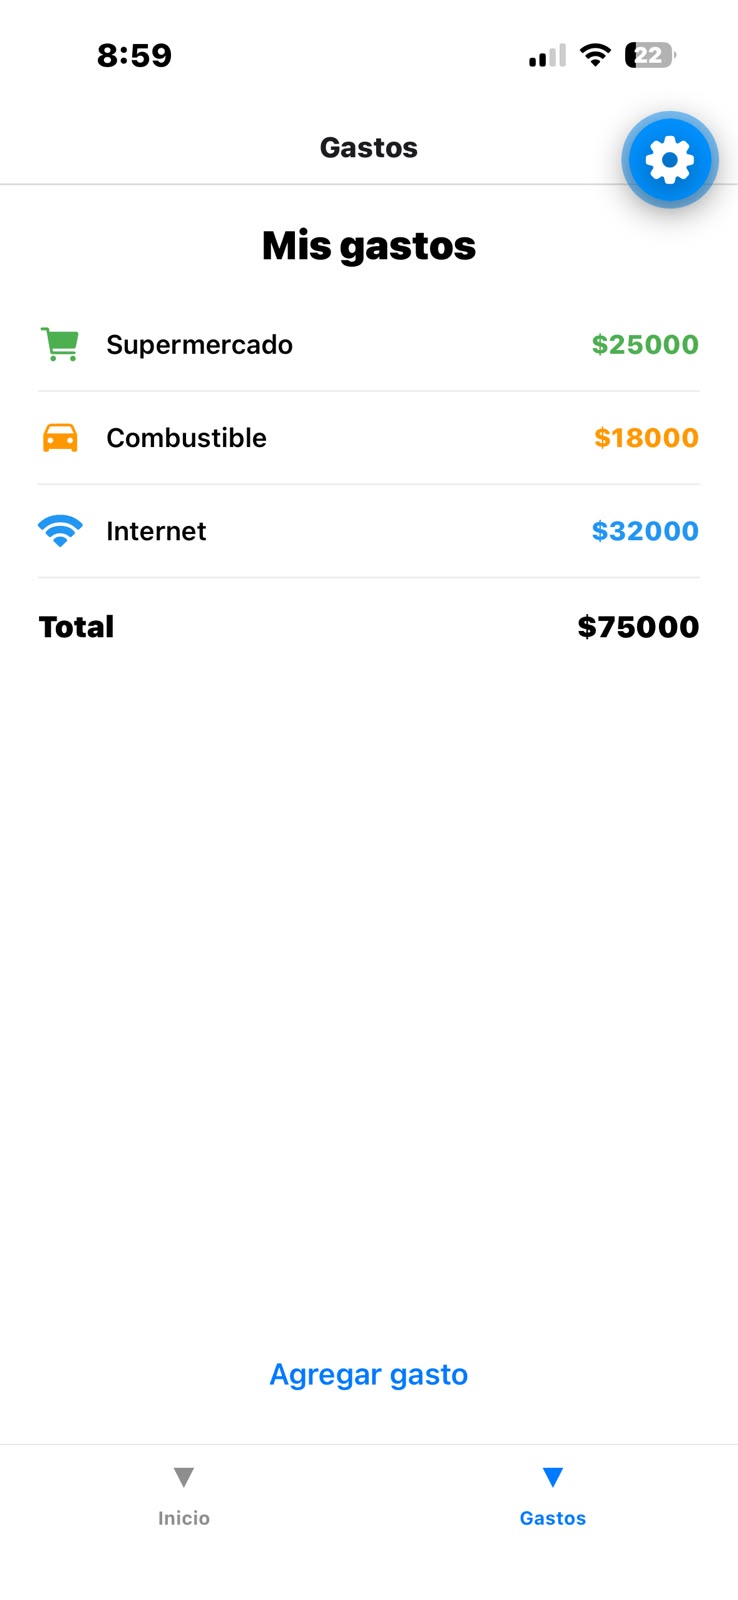 8:59
22
Gastos
Mis gastos
Supermercado $25000
Combustible $18000
Internet $32000
Total $75000
Agregar gasto
Inicio Gastos